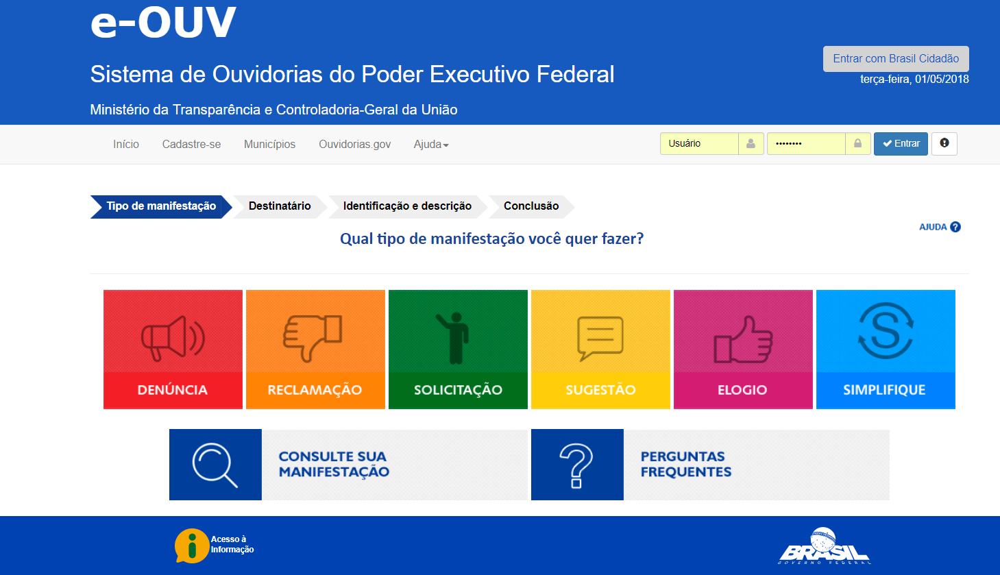 e-OUV
Sistema de Ouvidorias do Poder Executivo Federal
Ministério da Transparência e Controladoria-Geral da União
Entrar com Brasil Cidadão
terça-feira, 01/05/2018
Início Cadastre-se Municípios Ouvidorias.gov Ajuda
Usuário •••••••• Entrar
Tipo de manifestação Destinatário Identificação e descrição Conclusão
AJUDA ?
Qual tipo de manifestação você quer fazer?
DENÚNCIA RECLAMAÇÃO SOLICITAÇÃO SUGESTÃO ELOGIO SIMPLIFIQUE
CONSULTE SUA
MANIFESTAÇÃO
PERGUNTAS
FREQUENTES
Acesso à
Informação
BRASIL
GOVERNO FEDERAL